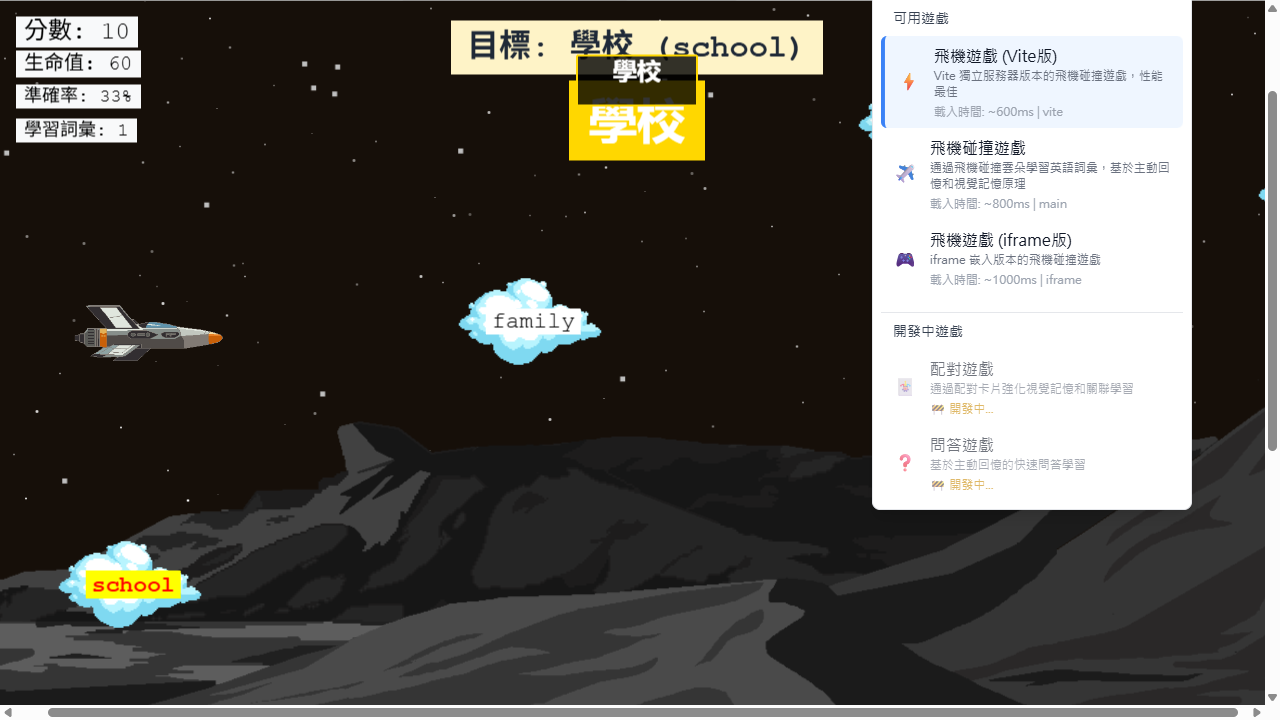 分數: 10
生命值: 60
準確率: 33%
學習詞彙: 1
目標: 學校 (school)
學校
學校
family
school
可用遊戲
飛機遊戲 (Vite版)
Vite 獨立服務器版本的飛機碰撞遊戲，性能
最佳
載入時間: ~600ms | vite
飛機碰撞遊戲
通過飛機碰撞雲朵學習英語詞彙，基於主動回
憶和視覺記憶原理
載入時間: ~800ms | main
飛機遊戲 (iframe版)
iframe 嵌入版本的飛機碰撞遊戲
載入時間: ~1000ms | iframe
開發中遊戲
配對遊戲
通過配對卡片強化視覺記憶和關聯學習
開發中...
問答遊戲
基於主動回憶的快速問答學習
開發中...